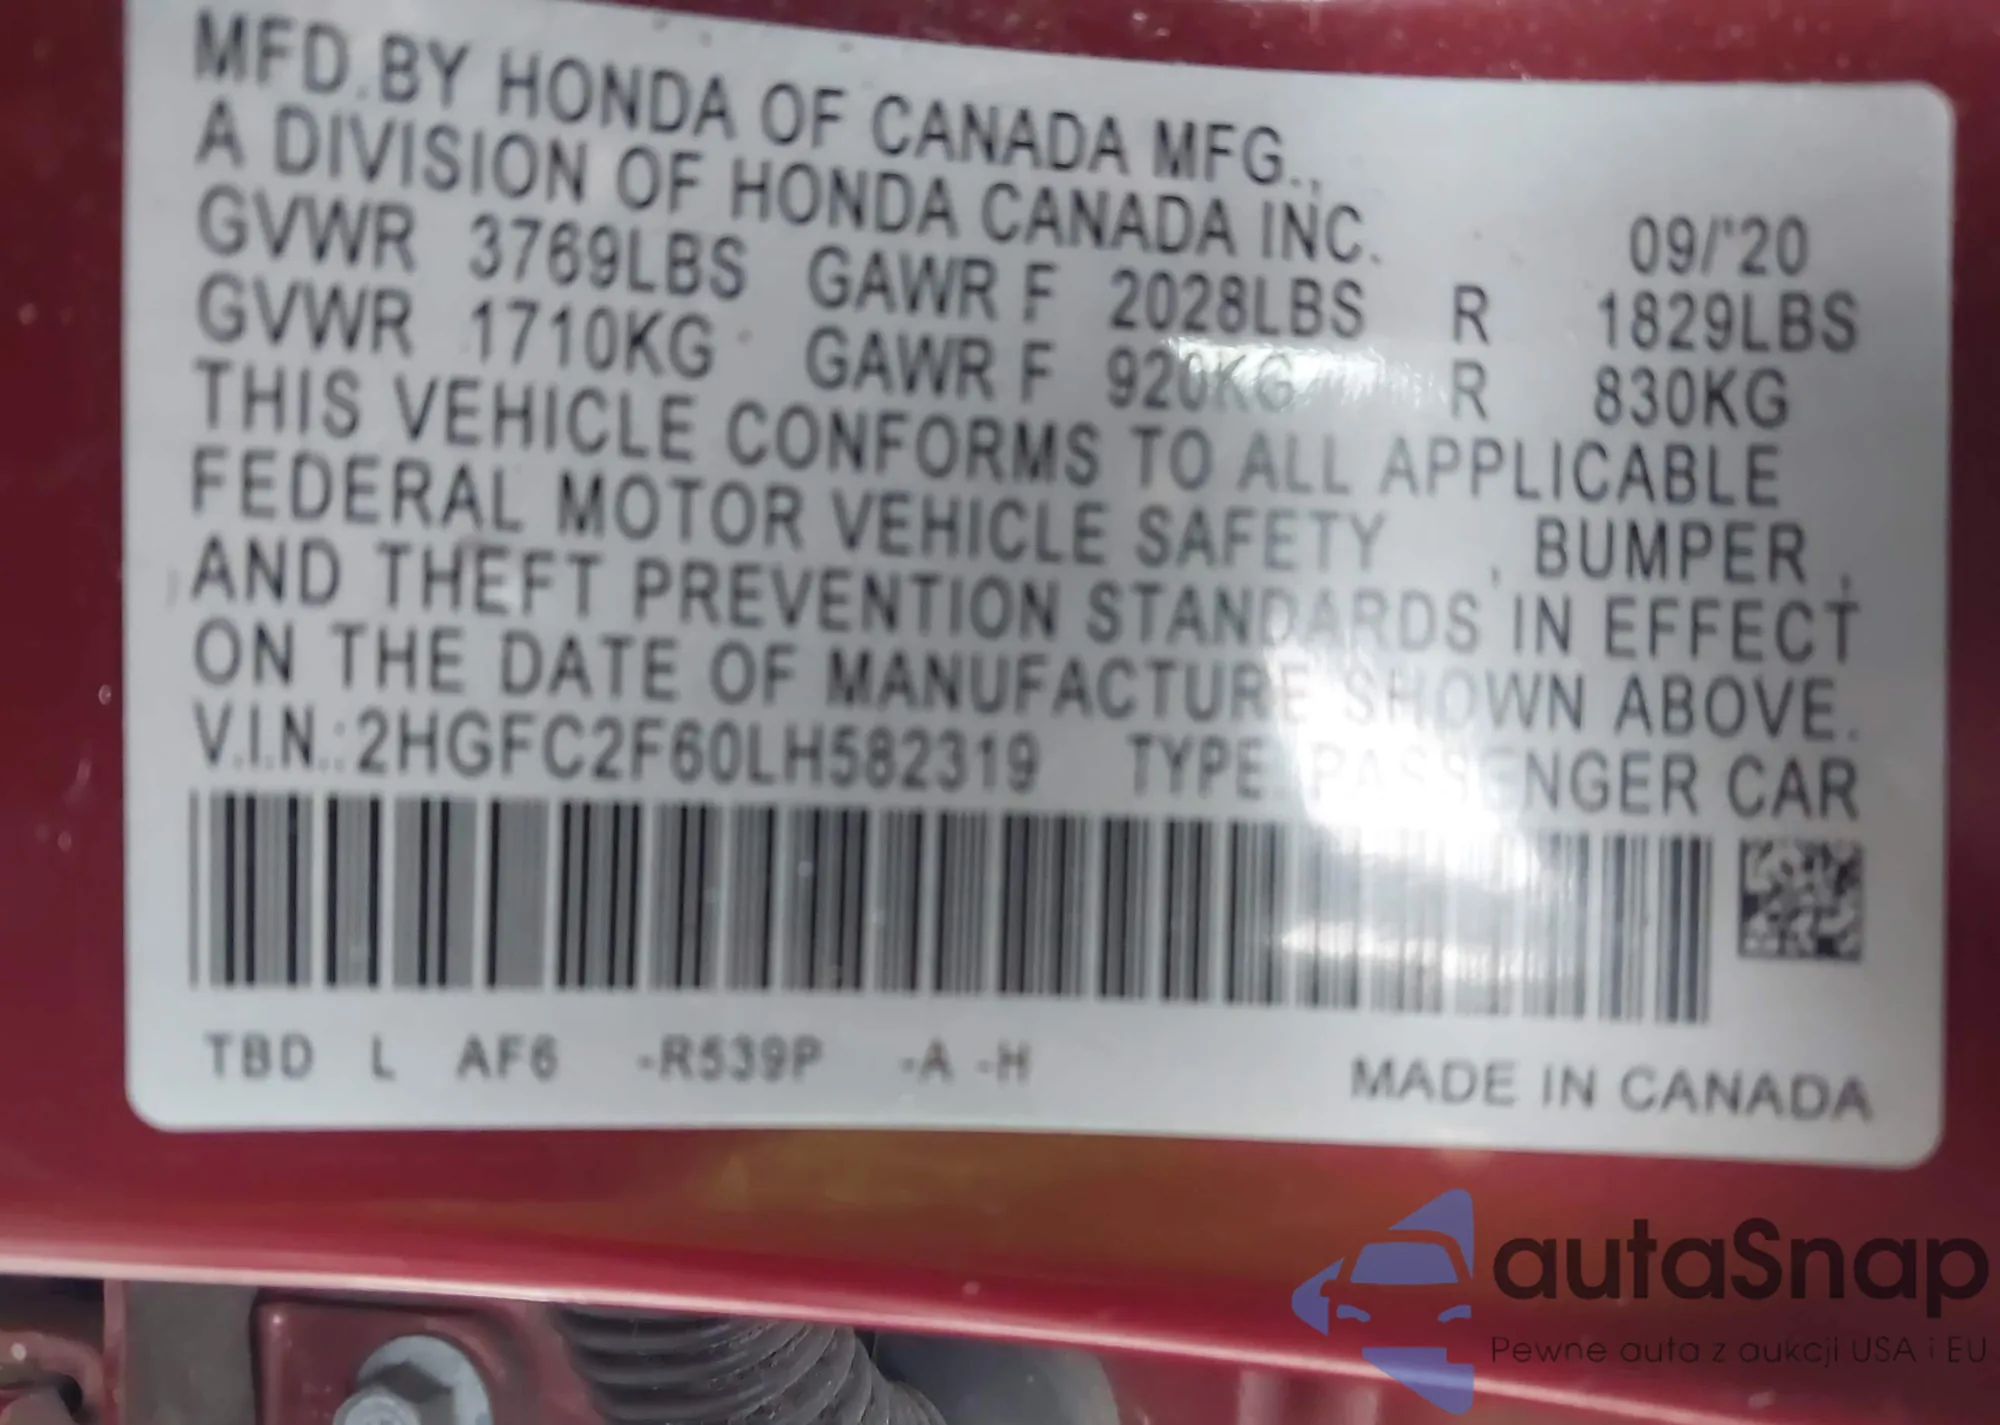 MFD.BY HONDA OF CANADA MFG.,
A DIVISION OF HONDA CANADA INC. 09/'20
GVWR 3769LBS GAWR F 2028LBS R 1829LBS
GVWR 1710KG GAWR F 920KG R 830KG
THIS VEHICLE CONFORMS TO ALL APPLICABLE
FEDERAL MOTOR VEHICLE SAFETY , BUMPER ,
AND THEFT PREVENTION STANDARDS IN EFFECT
ON THE DATE OF MANUFACTURE SHOWN ABOVE.
V.I.N.:2HGFC2F60LH582319 TYPE: PASSENGER CAR
TBD L AF6 -R539P -A -H MADE IN CANADA
autaSnap
Pewne auta z aukcji USA i EU